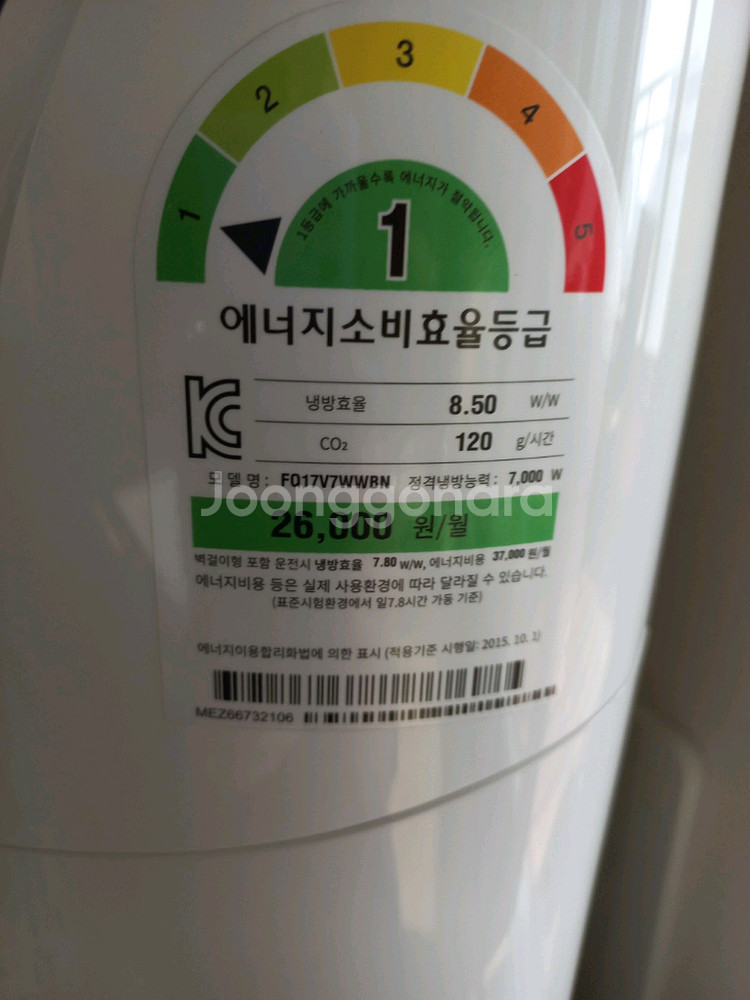 1 2 3 4 5
1등급에 가까울수록 에너지가 절약됩니다.
1
에너지소비효율등급
냉방효율 8.50 W/W
CO₂ 120 g/시간
모델명 : FQ17V7WWBN 정격냉방능력 : 7,000 W
Joonggonara
26,000 원/월
벽걸이형 포함 운전시 냉방효율 7.80 W/W, 에너지비용 37,000 원/월
에너지비용 등은 실제 사용환경에 따라 달라질 수 있습니다.
(표준시험환경에서 일7.8시간 가동 기준)
에너지이용합리화법에 의한 표시 (적용기준 시행일: 2015. 10. 1)
MEZ66732106